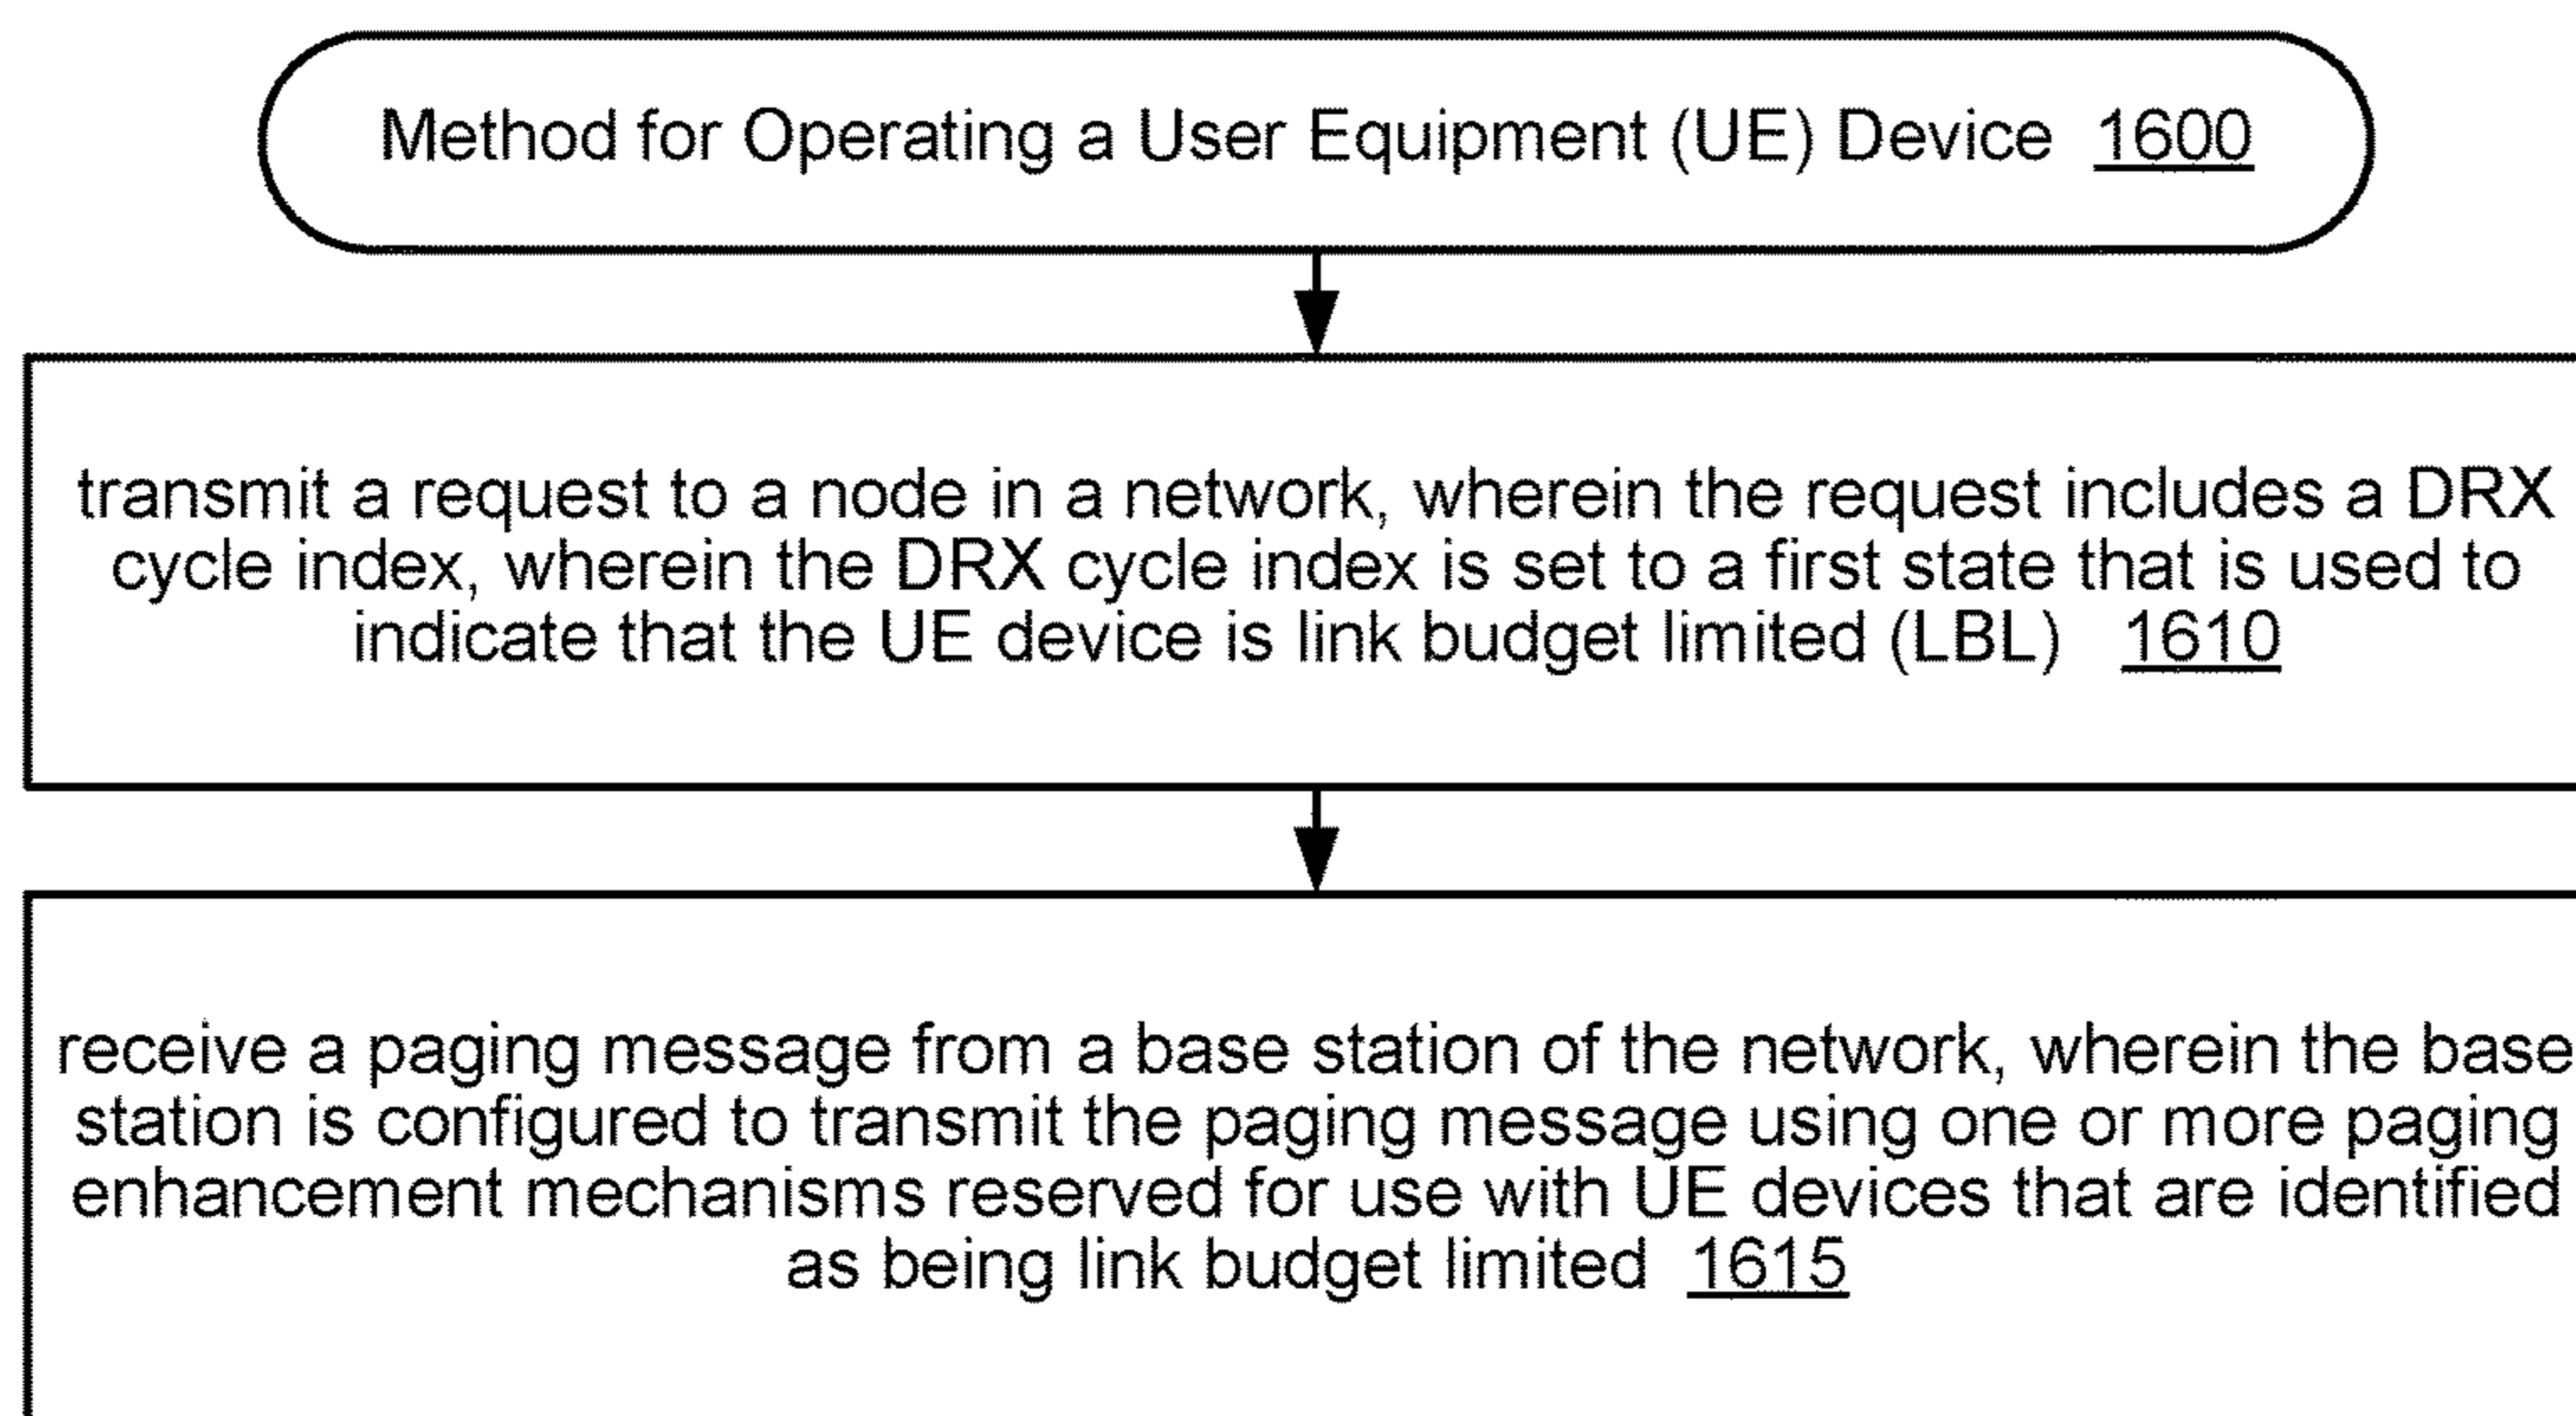 Method for Operating a User Equipment (UE) Device 1600
transmit a request to a node in a network, wherein the request includes a DRX
cycle index, wherein the DRX cycle index is set to a first state that is used to
indicate that the UE device is link budget limited (LBL) 1610
receive a paging message from a base station of the network, wherein the base
station is configured to transmit the paging message using one or more paging
enhancement mechanisms reserved for use with UE devices that are identified
as being link budget limited 1615